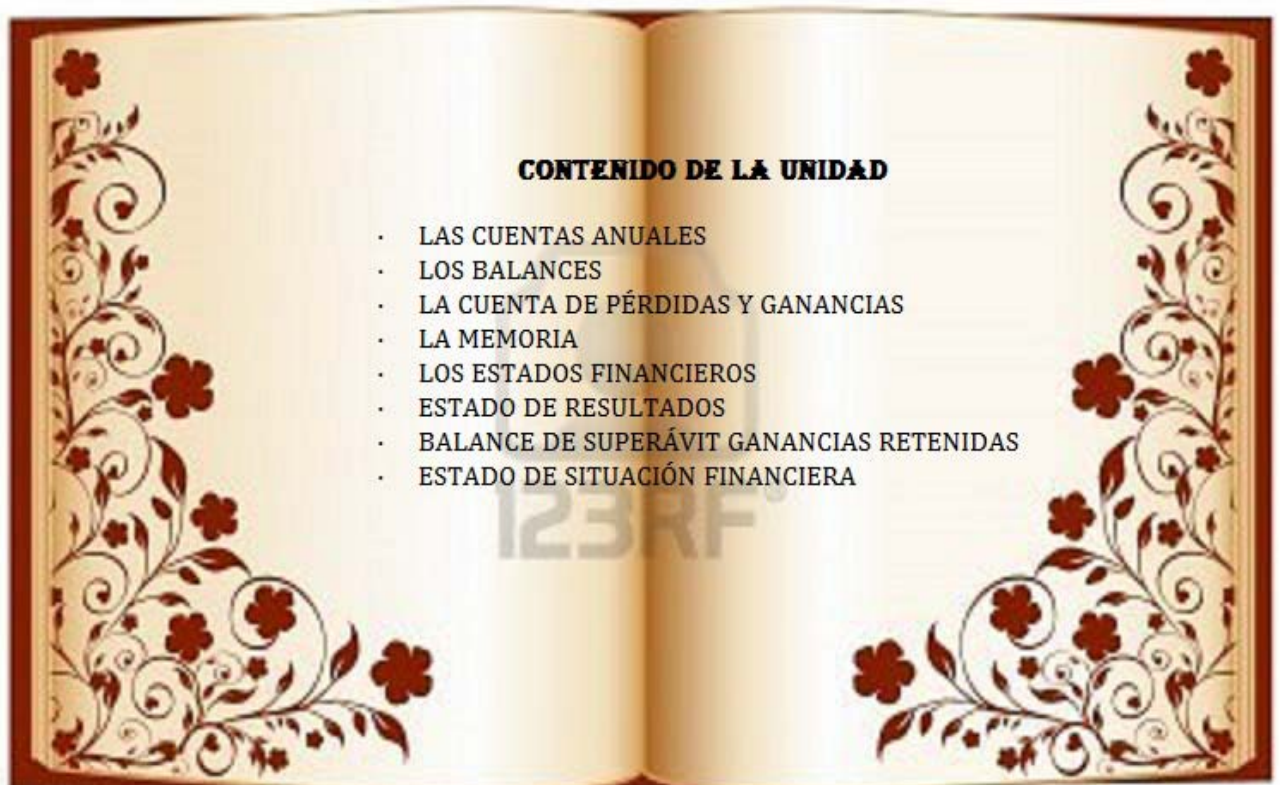 CONTENIDO DE LA UNIDAD
· LAS CUENTAS ANUALES
· LOS BALANCES
· LA CUENTA DE PÉRDIDAS Y GANANCIAS
· LA MEMORIA
· LOS ESTADOS FINANCIEROS
· ESTADO DE RESULTADOS
· BALANCE DE SUPERÁVIT GANANCIAS RETENIDAS
· ESTADO DE SITUACIÓN FINANCIERA
123RF®